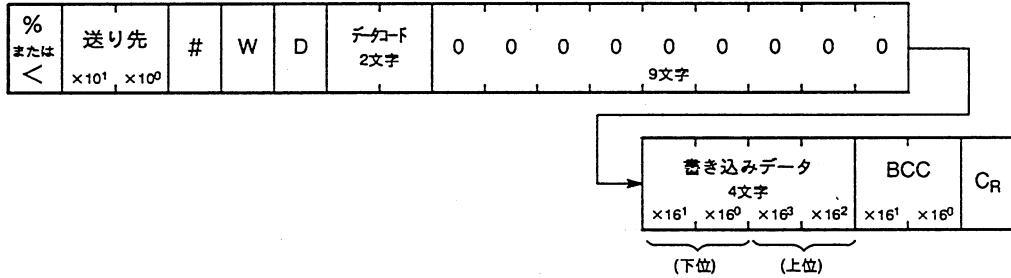 %
または
<
送り先
×10¹ ×10⁰
#
W
D
データコード
2文字
0 0 0 0 0 0 0 0 0
9文字
書き込みデータ
4文字
×16¹ ×16⁰ ×16³ ×16²
BCC
×16¹ ×16⁰
CR
(下位)
(上位)